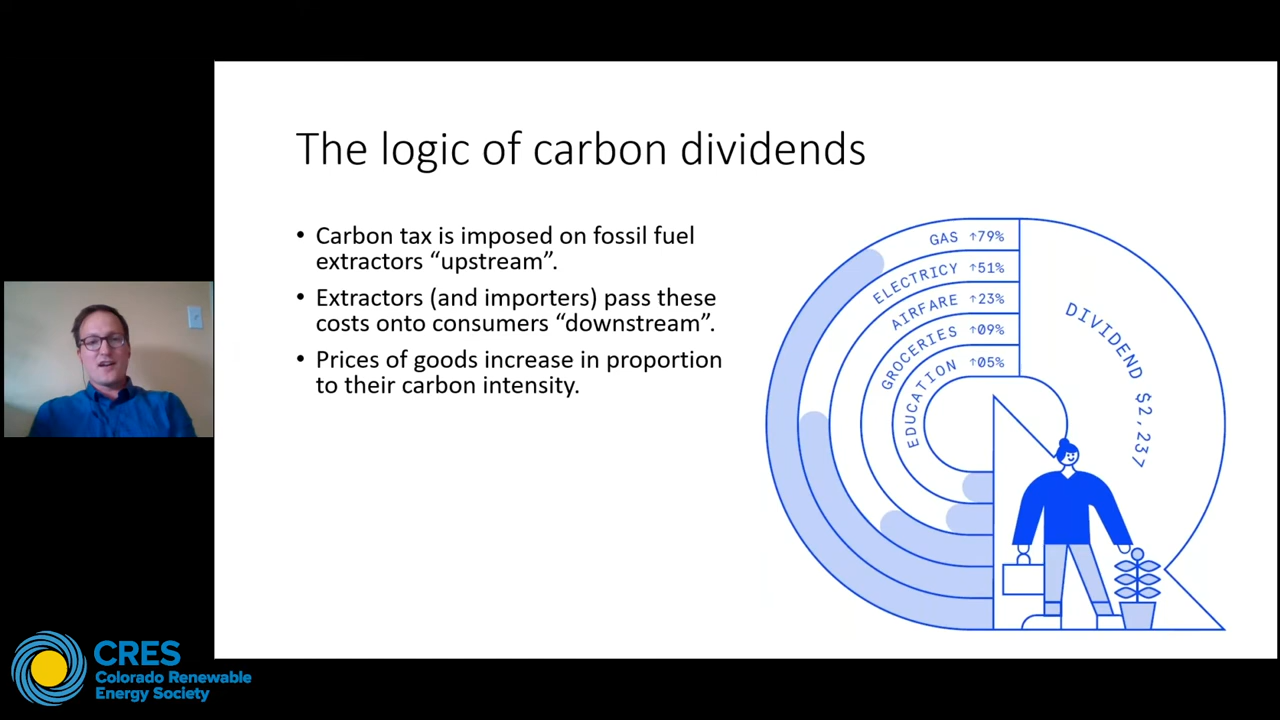 The logic of carbon dividends
• Carbon tax is imposed on fossil fuel
extractors “upstream”.
• Extractors (and importers) pass these
costs onto consumers “downstream”.
• Prices of goods increase in proportion
to their carbon intensity.
GAS ↑79%
ELECTRICY ↑51%
AIRFARE ↑23%
GROCERIES ↑09%
EDUCATION ↑05%
DIVIDEND $2,237
CRES
Colorado Renewable
Energy Society